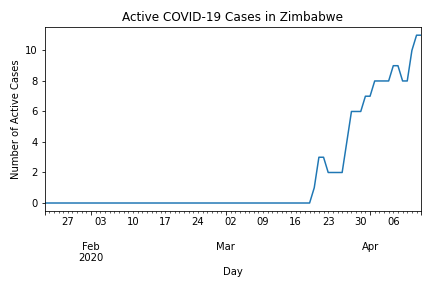 Active COVID-19 Cases in Zimbabwe
Number of Active Cases
10
8
6
4
2
0
27 03 10 17 24 02 09 16 23 30 06
Feb Mar Apr
2020
Day